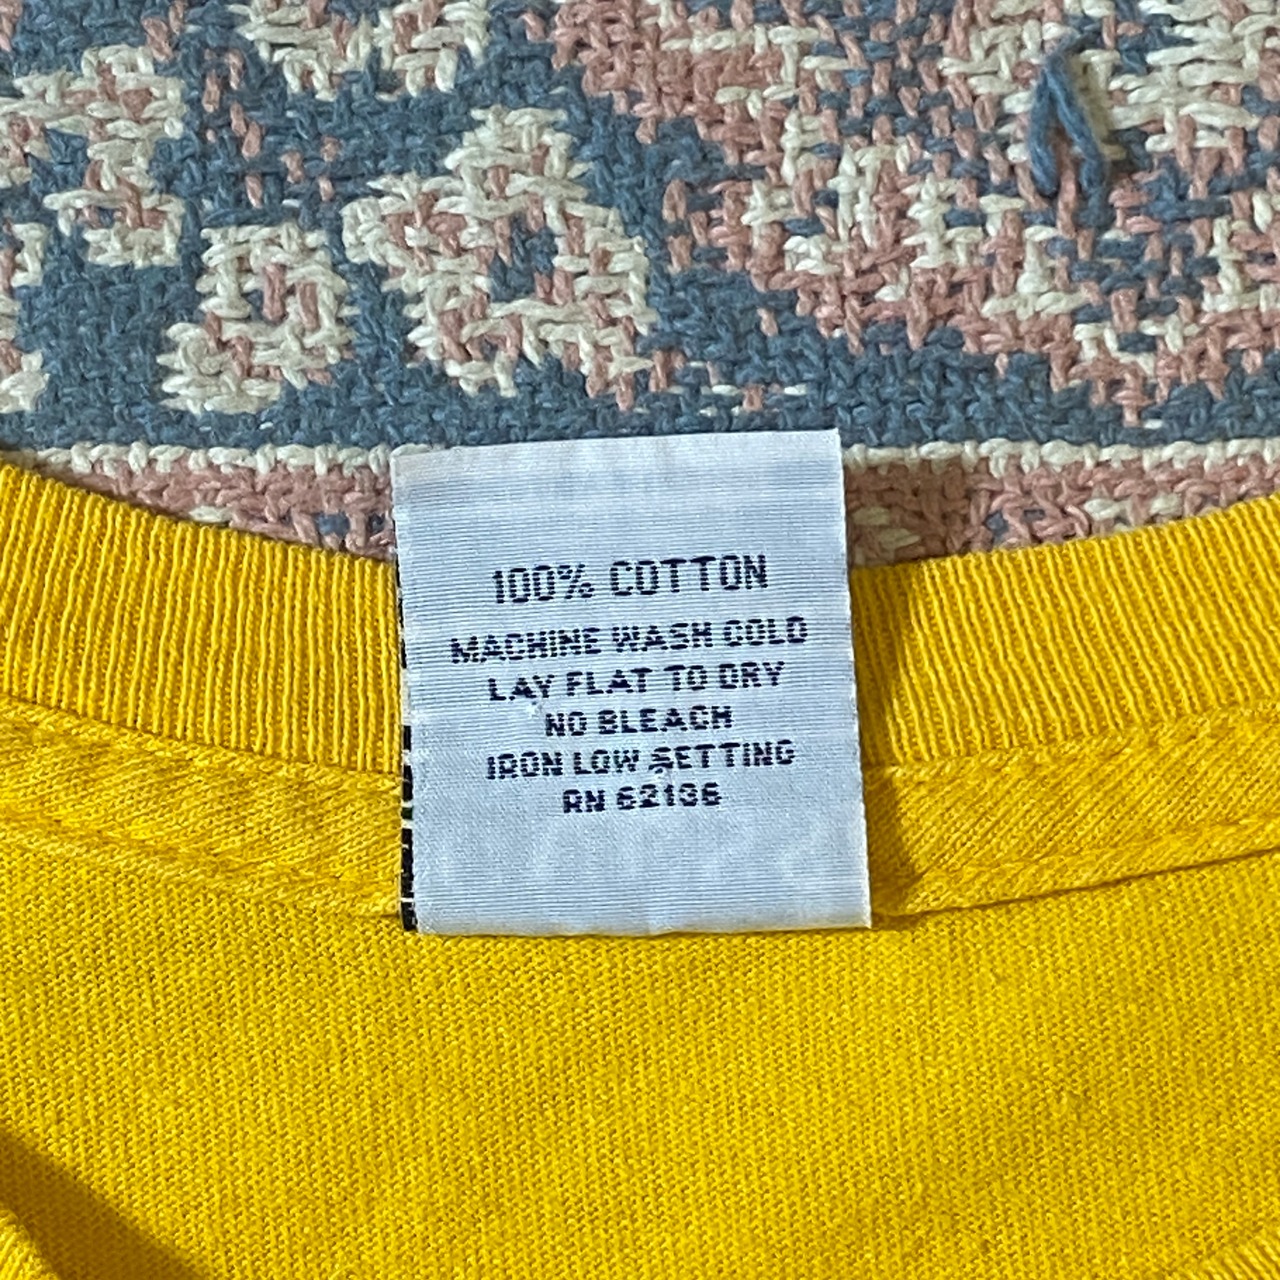 100% COTTON
MACHINE WASH COLD
LAY FLAT TO DRY
NO BLEACH
IRON LOW SETTING
RN 62136